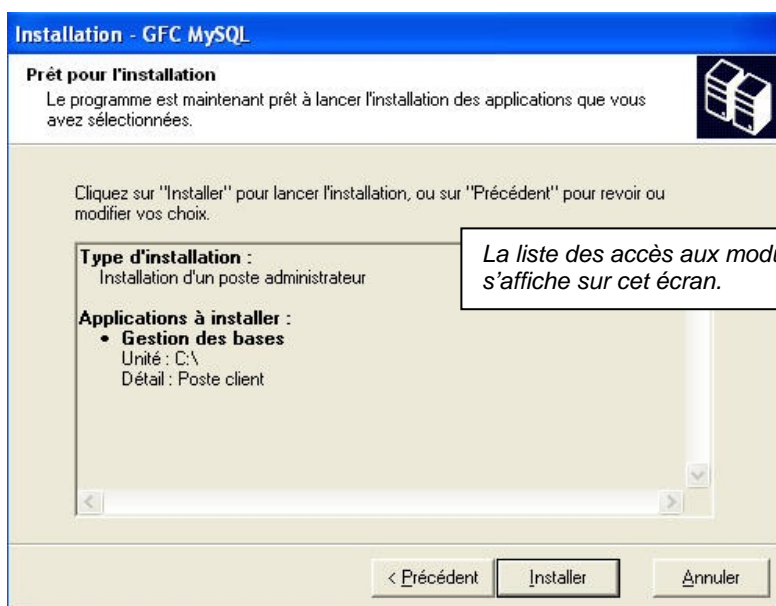 Installation - GFC MySQL
Prêt pour l'installation
Le programme est maintenant prêt à lancer l'installation des applications que vous
avez sélectionnées.
Cliquez sur "Installer" pour lancer l'installation, ou sur "Précédent" pour revoir ou
modifier vos choix.
Type d'installation :
Installation d'un poste administrateur
La liste des accès aux modu
s'affiche sur cet écran.
Applications à installer :
• Gestion des bases
Unité : C:\
Détail : Poste client
< Précédent
Installer
Annuler